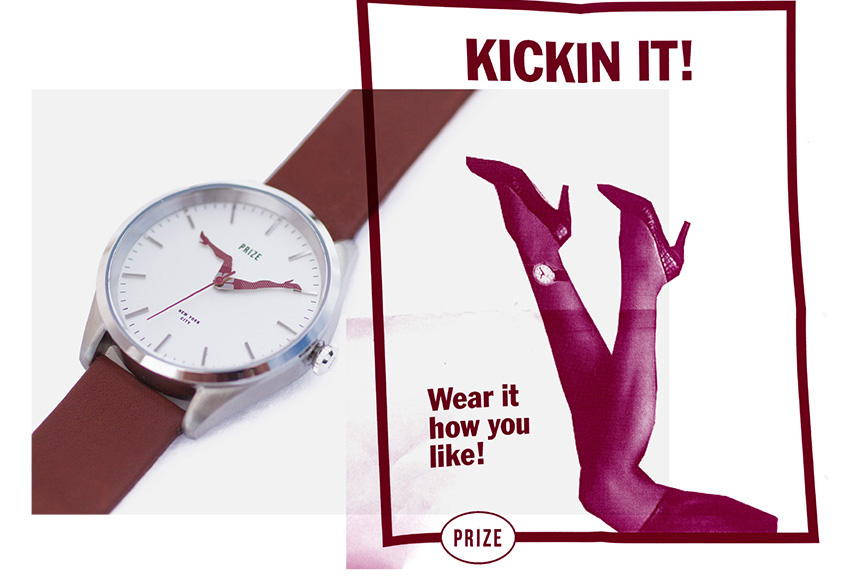 KICKIN IT!
PRIZE
NEW YORK
CITY
Wear it
how you
like!
PRIZE